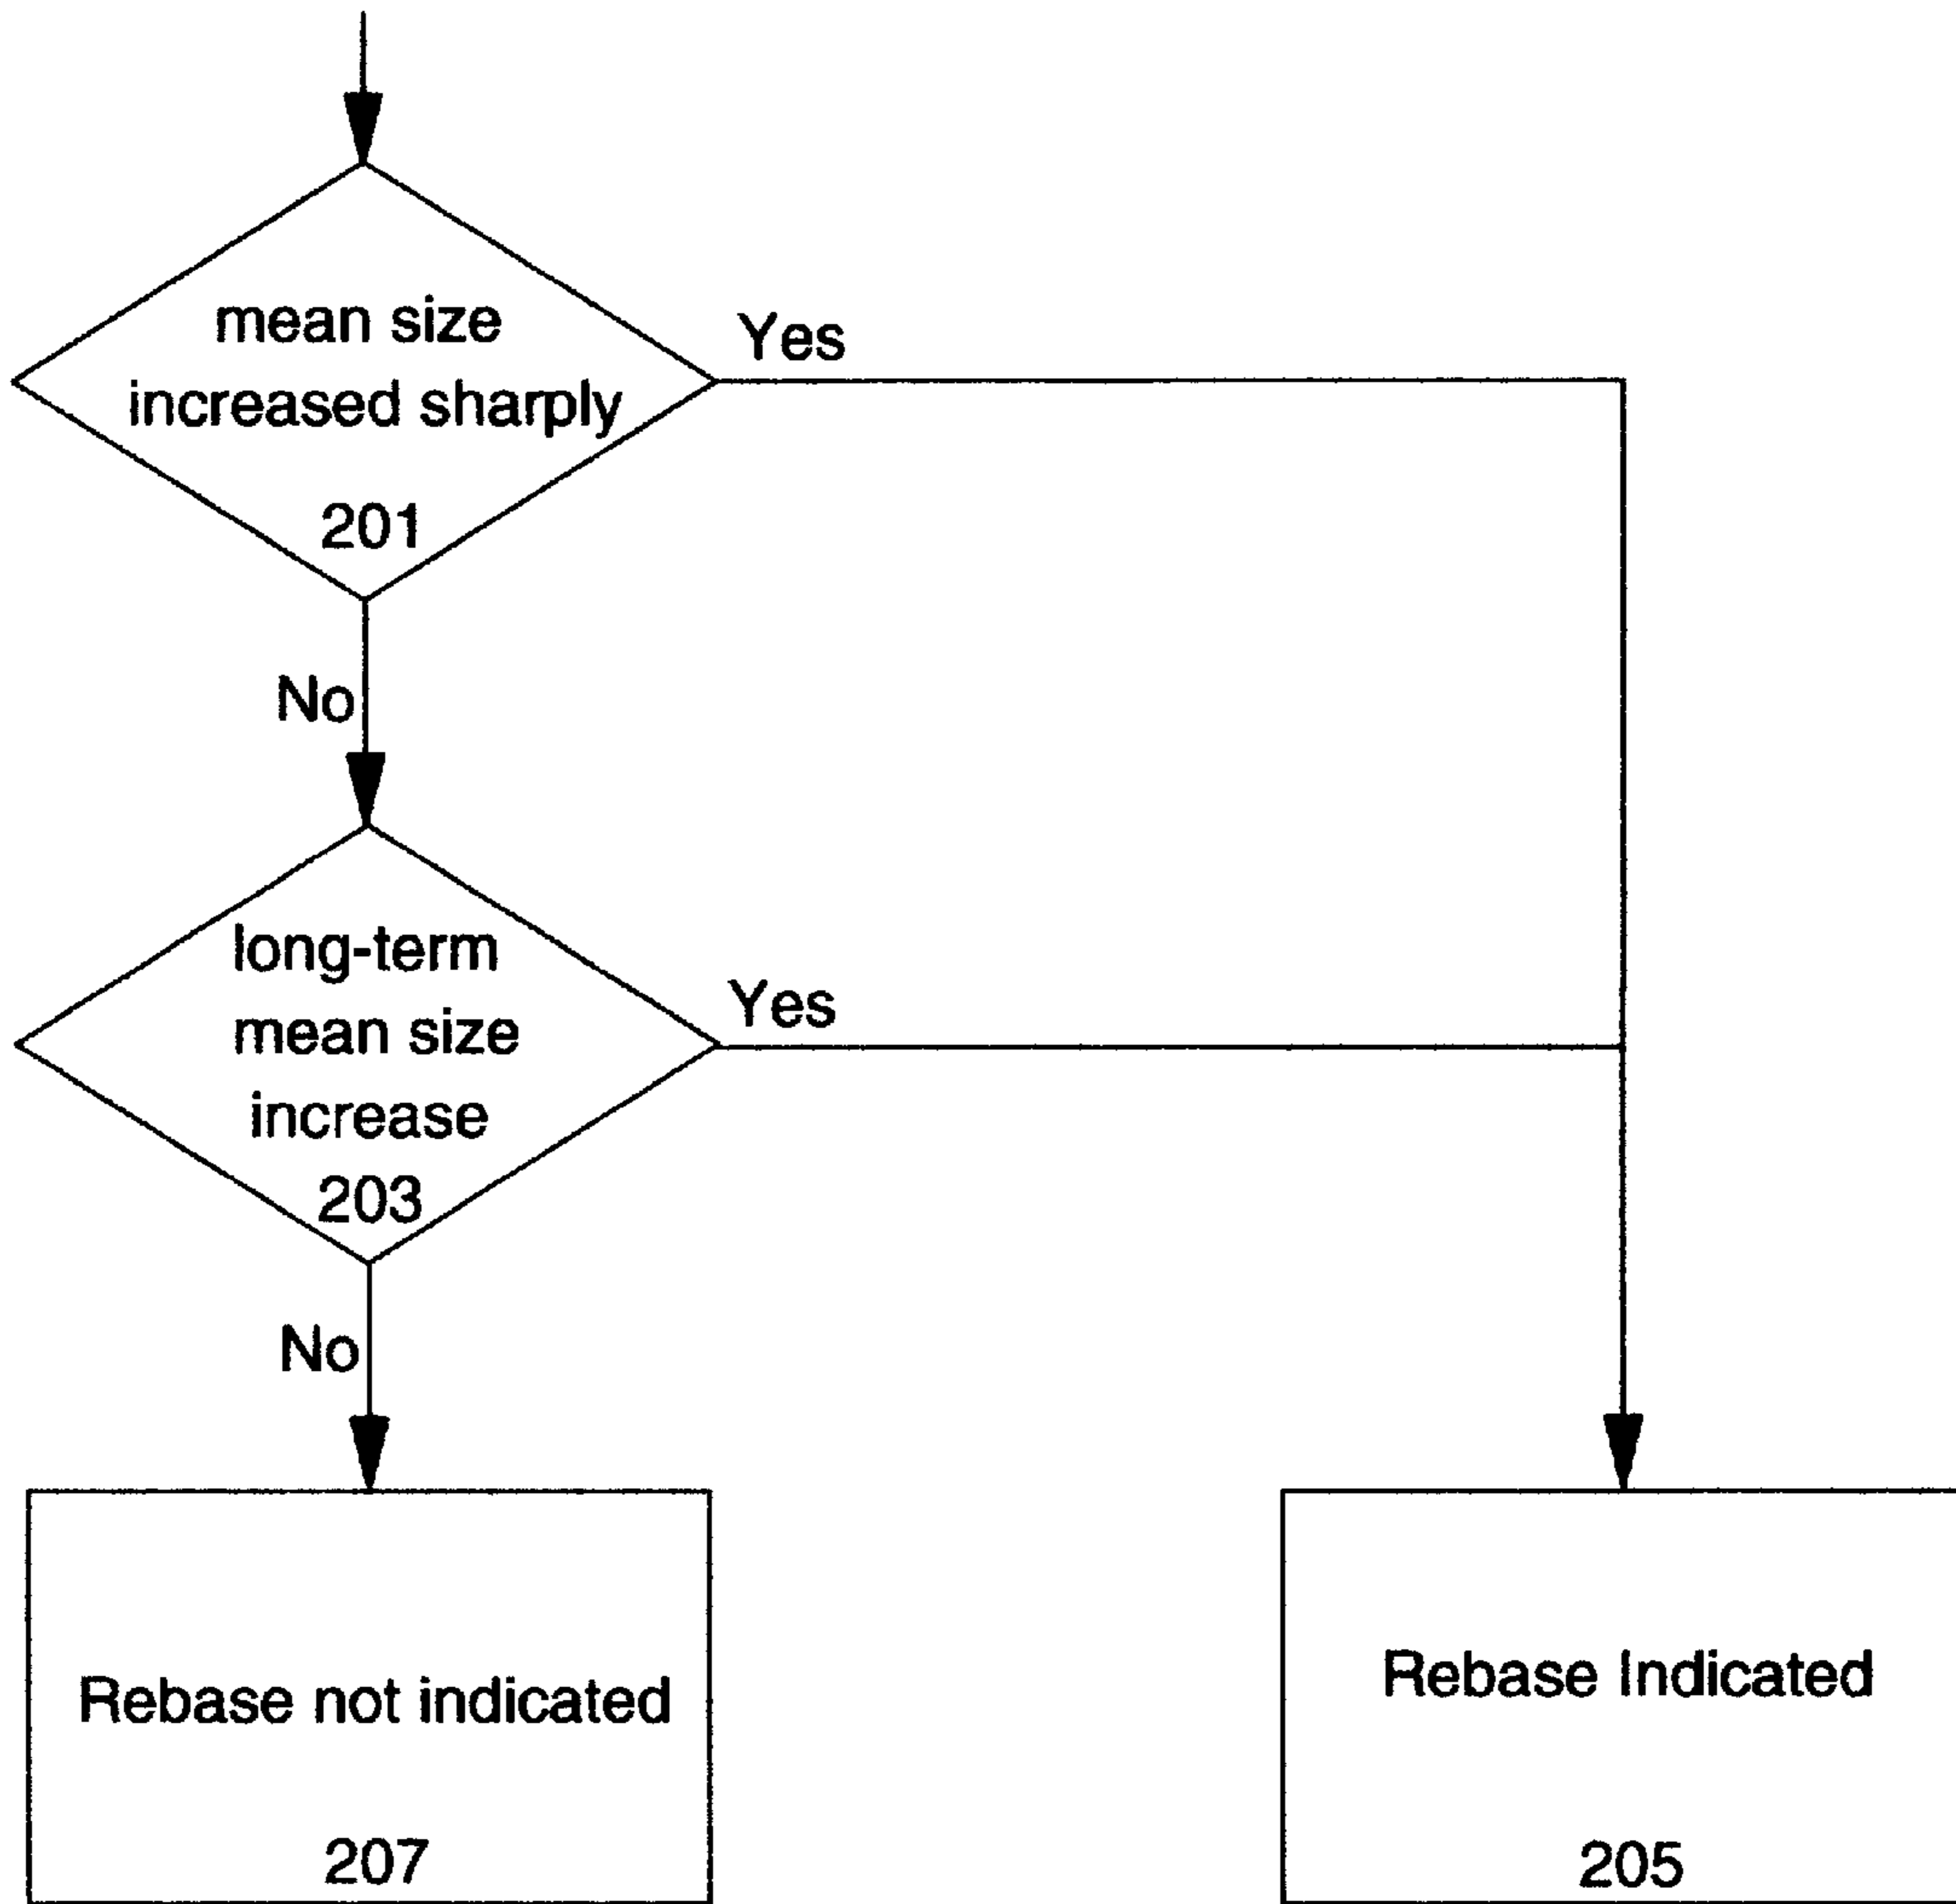 mean size
increased sharply
201
Yes
No
long-term
mean size
increase
203
Yes
No
Rebase not indicated
207
Rebase Indicated
205